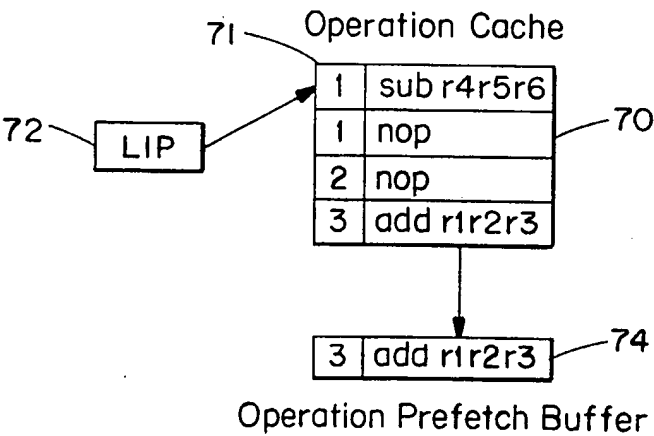 71 Operation Cache
1 sub r4r5r6
72 LIP 1 nop 70
2 nop
3 add r1r2r3
3 add r1r2r3 74
Operation Prefetch Buffer